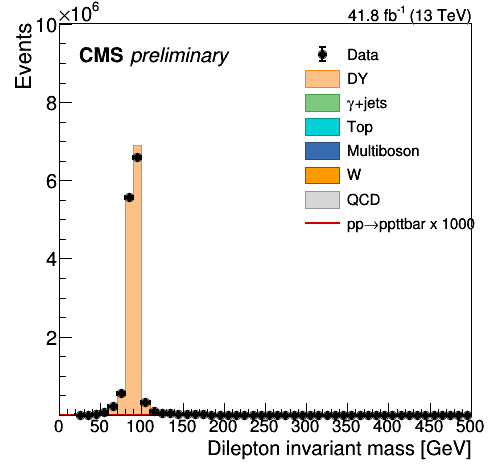 10×10⁶
41.8 fb⁻¹ (13 TeV)
Events
CMS preliminary
Data
DY
γ+jets
Top
Multiboson
W
QCD
pp→ppttbar x 1000
8
6
4
2
0 50 100 150 200 250 300 350 400 450 500
Dilepton invariant mass [GeV]